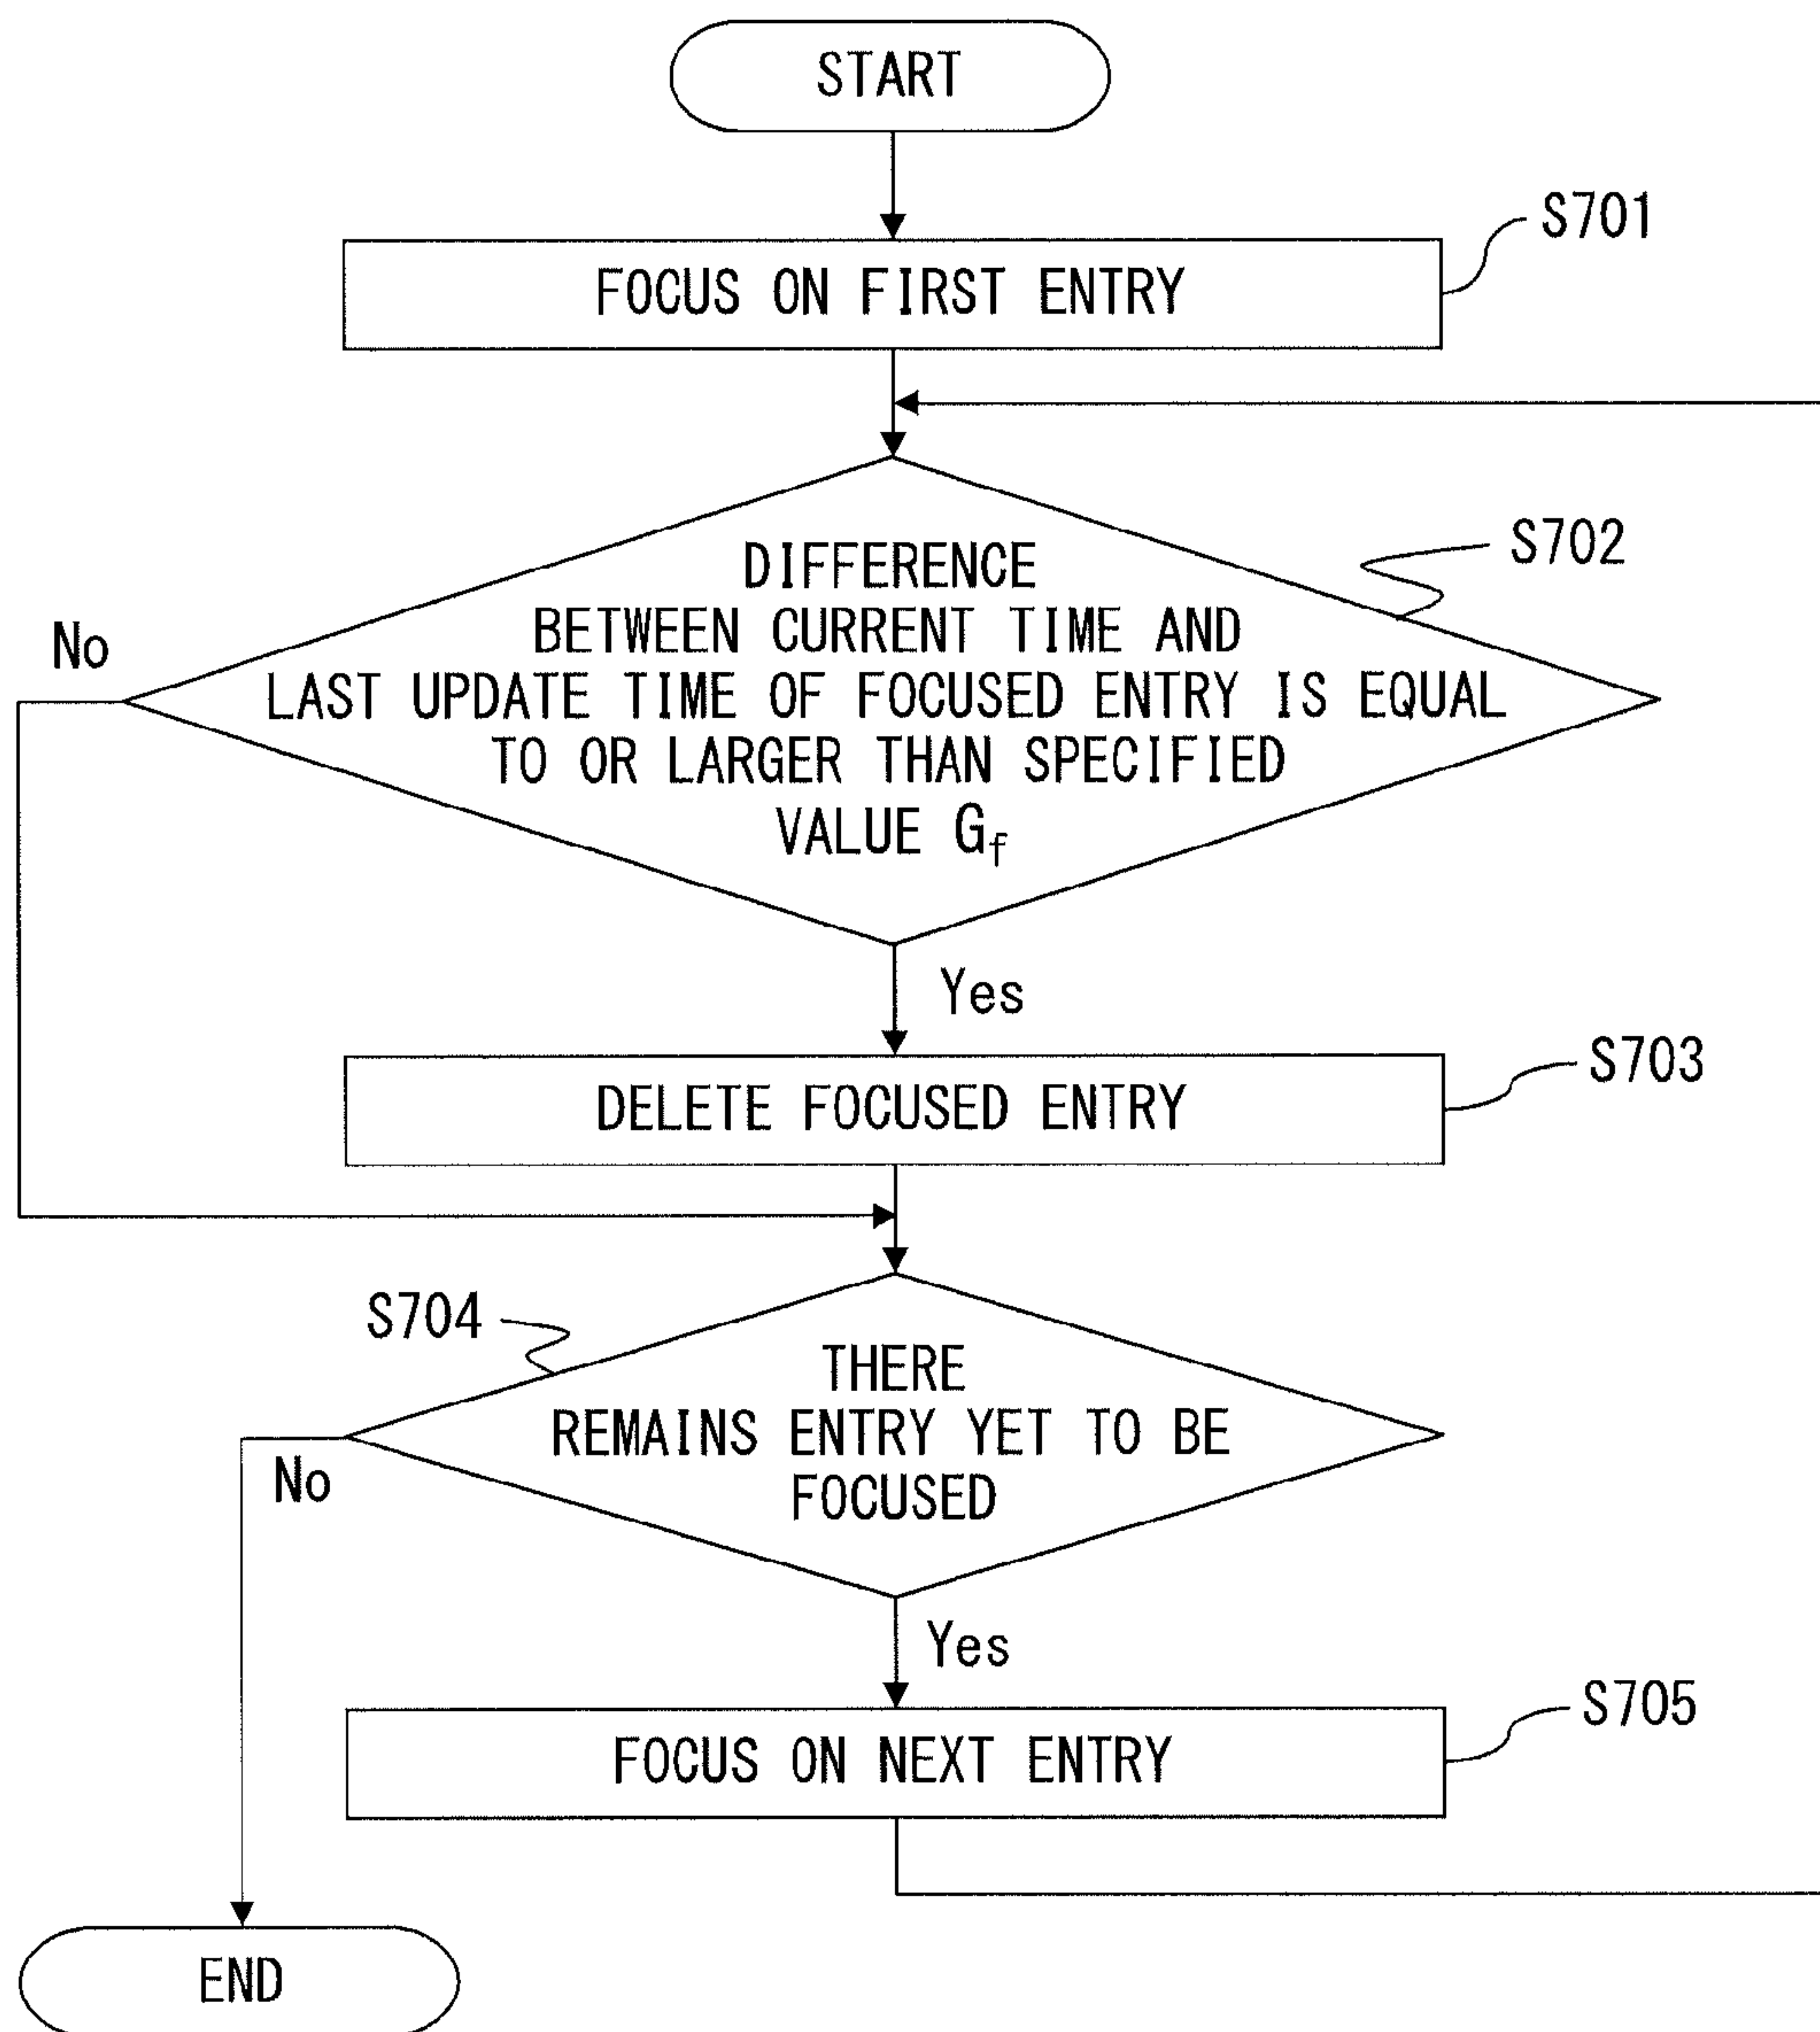 START
S701
FOCUS ON FIRST ENTRY
S702
DIFFERENCE
BETWEEN CURRENT TIME AND
No
LAST UPDATE TIME OF FOCUSED ENTRY IS EQUAL
TO OR LARGER THAN SPECIFIED
VALUE Gf
Yes
S703
DELETE FOCUSED ENTRY
S704
THERE
REMAINS ENTRY YET TO BE
FOCUSED
No
Yes
S705
FOCUS ON NEXT ENTRY
END